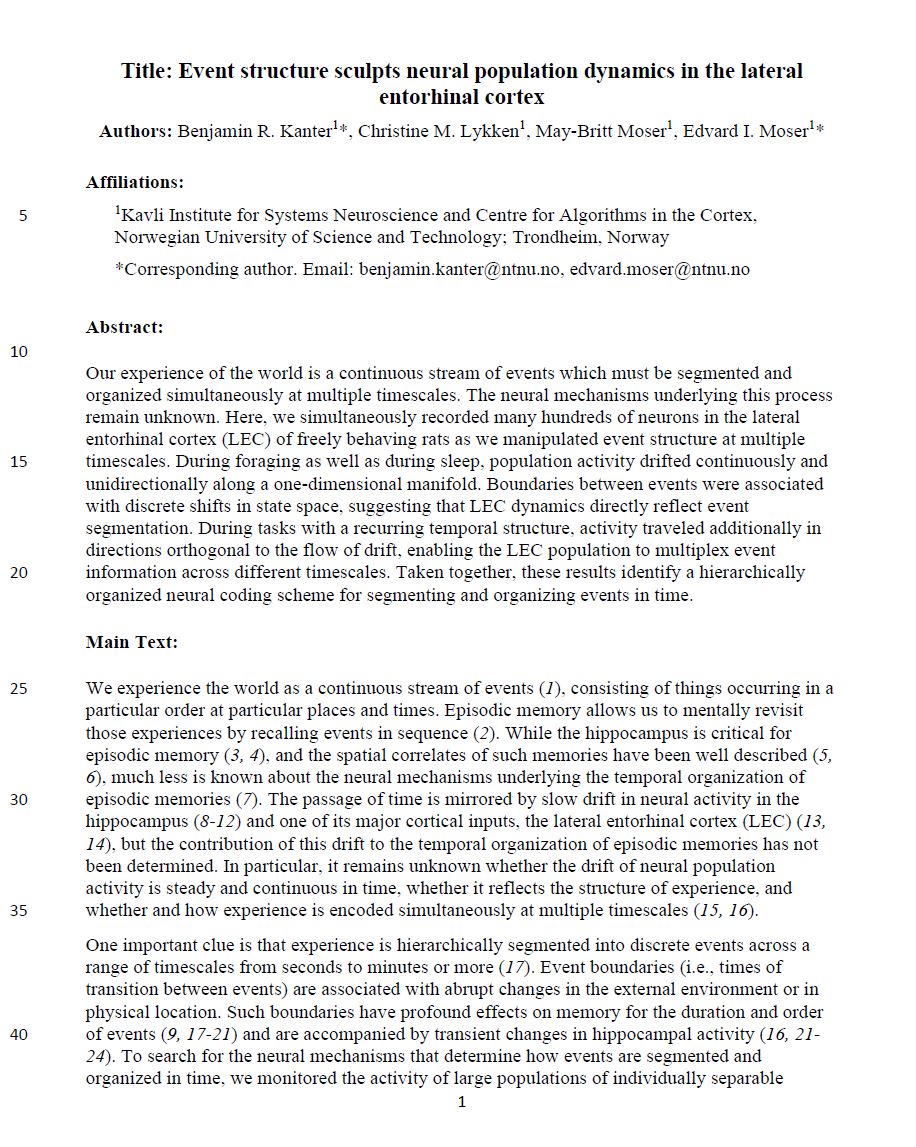 Title: Event structure sculpts neural population dynamics in the lateral
entorhinal cortex
Authors: Benjamin R. Kanter1*, Christine M. Lykken1, May-Britt Moser1, Edvard I. Moser1*
Affiliations:
5 1Kavli Institute for Systems Neuroscience and Centre for Algorithms in the Cortex,
Norwegian University of Science and Technology; Trondheim, Norway
*Corresponding author. Email: benjamin.kanter@ntnu.no, edvard.moser@ntnu.no
Abstract:
10
Our experience of the world is a continuous stream of events which must be segmented and
organized simultaneously at multiple timescales. The neural mechanisms underlying this process
remain unknown. Here, we simultaneously recorded many hundreds of neurons in the lateral
entorhinal cortex (LEC) of freely behaving rats as we manipulated event structure at multiple
15 timescales. During foraging as well as during sleep, population activity drifted continuously and
unidirectionally along a one-dimensional manifold. Boundaries between events were associated
with discrete shifts in state space, suggesting that LEC dynamics directly reflect event
segmentation. During tasks with a recurring temporal structure, activity traveled additionally in
directions orthogonal to the flow of drift, enabling the LEC population to multiplex event
20 information across different timescales. Taken together, these results identify a hierarchically
organized neural coding scheme for segmenting and organizing events in time.
Main Text:
25 We experience the world as a continuous stream of events (1), consisting of things occurring in a
particular order at particular places and times. Episodic memory allows us to mentally revisit
those experiences by recalling events in sequence (2). While the hippocampus is critical for
episodic memory (3, 4), and the spatial correlates of such memories have been well described (5,
6), much less is known about the neural mechanisms underlying the temporal organization of
30 episodic memories (7). The passage of time is mirrored by slow drift in neural activity in the
hippocampus (8-12) and one of its major cortical inputs, the lateral entorhinal cortex (LEC) (13,
14), but the contribution of this drift to the temporal organization of episodic memories has not
been determined. In particular, it remains unknown whether the drift of neural population
activity is steady and continuous in time, whether it reflects the structure of experience, and
35 whether and how experience is encoded simultaneously at multiple timescales (15, 16).
One important clue is that experience is hierarchically segmented into discrete events across a
range of timescales from seconds to minutes or more (17). Event boundaries (i.e., times of
transition between events) are associated with abrupt changes in the external environment or in
physical location. Such boundaries have profound effects on memory for the duration and order
40 of events (9, 17-21) and are accompanied by transient changes in hippocampal activity (16, 21-
24). To search for the neural mechanisms that determine how events are segmented and
organized in time, we monitored the activity of large populations of individually separable
1